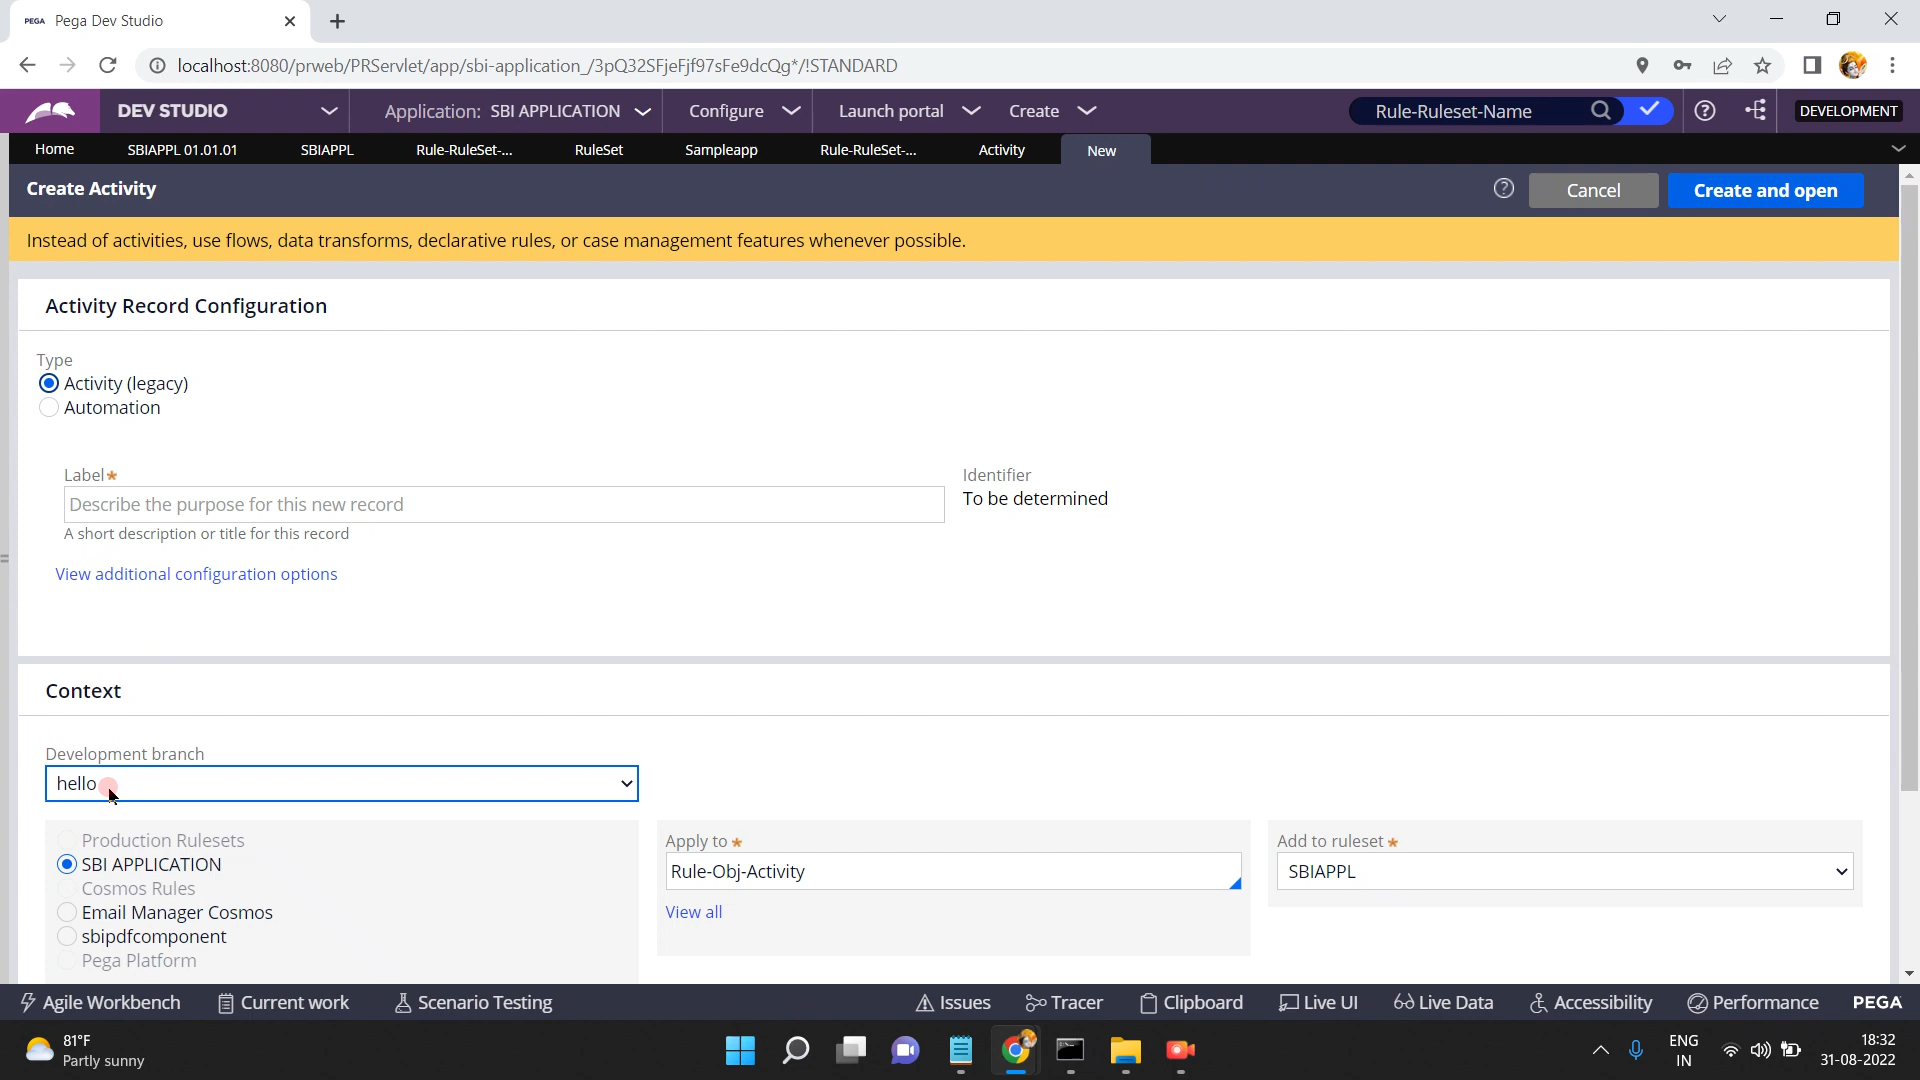 PEGA Pega Dev Studio
localhost:8080/prweb/PRServlet/app/sbi-application_/3pQ32SFjeFjf97sFe9dcQg*/!STANDARD
DEV STUDIO Application: SBI APPLICATION Configure Launch portal Create Rule-Ruleset-Name DEVELOPMENT
Home SBIAPPL 01.01.01 SBIAPPL Rule-RuleSet-... RuleSet Sampleapp Rule-RuleSet-... Activity New
Create Activity Cancel Create and open
Instead of activities, use flows, data transforms, declarative rules, or case management features whenever possible.
Activity Record Configuration
Type
Activity (legacy)
Automation
Label* Identifier
Describe the purpose for this new record To be determined
A short description or title for this record
View additional configuration options
Context
Development branch
hello
Production Rulesets Apply to * Add to ruleset *
SBI APPLICATION Rule-Obj-Activity SBIAPPL
Cosmos Rules
Email Manager Cosmos View all
sbipdfcomponent
Pega Platform
Agile Workbench Current work Scenario Testing Issues Tracer Clipboard Live UI Live Data Accessibility Performance PEGA
81°F ENG 18:32
Partly sunny IN 31-08-2022